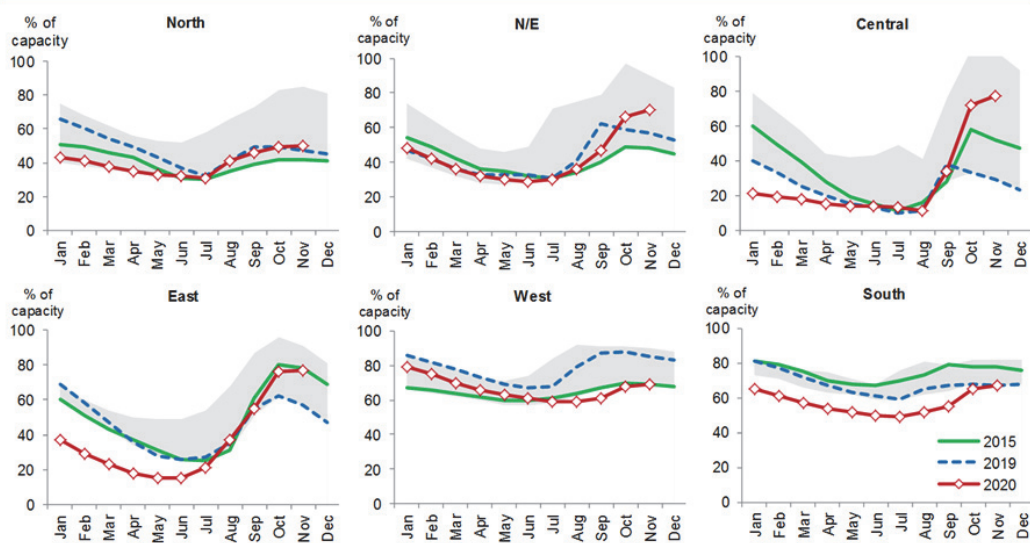 % of
capacity
North
100
80
60
40
20
0
Jan
Feb
Mar
Apr
May
Jun
Jul
Aug
Sep
Oct
Nov
Dec
% of
capacity
N/E
100
80
60
40
20
0
Jan
Feb
Mar
Apr
May
Jun
Jul
Aug
Sep
Oct
Nov
Dec
% of
capacity
Central
100
80
60
40
20
0
Jan
Feb
Mar
Apr
May
Jun
Jul
Aug
Sep
Oct
Nov
Dec
% of
capacity
East
100
80
60
40
20
0
Jan
Feb
Mar
Apr
May
Jun
Jul
Aug
Sep
Oct
Nov
Dec
% of
capacity
West
100
80
60
40
20
0
Jan
Feb
Mar
Apr
May
Jun
Jul
Aug
Sep
Oct
Nov
Dec
% of
capacity
South
100
80
60
40
20
0
Jan
Feb
Mar
Apr
May
Jun
Jul
Aug
Sep
Oct
Nov
Dec
2015
2019
2020